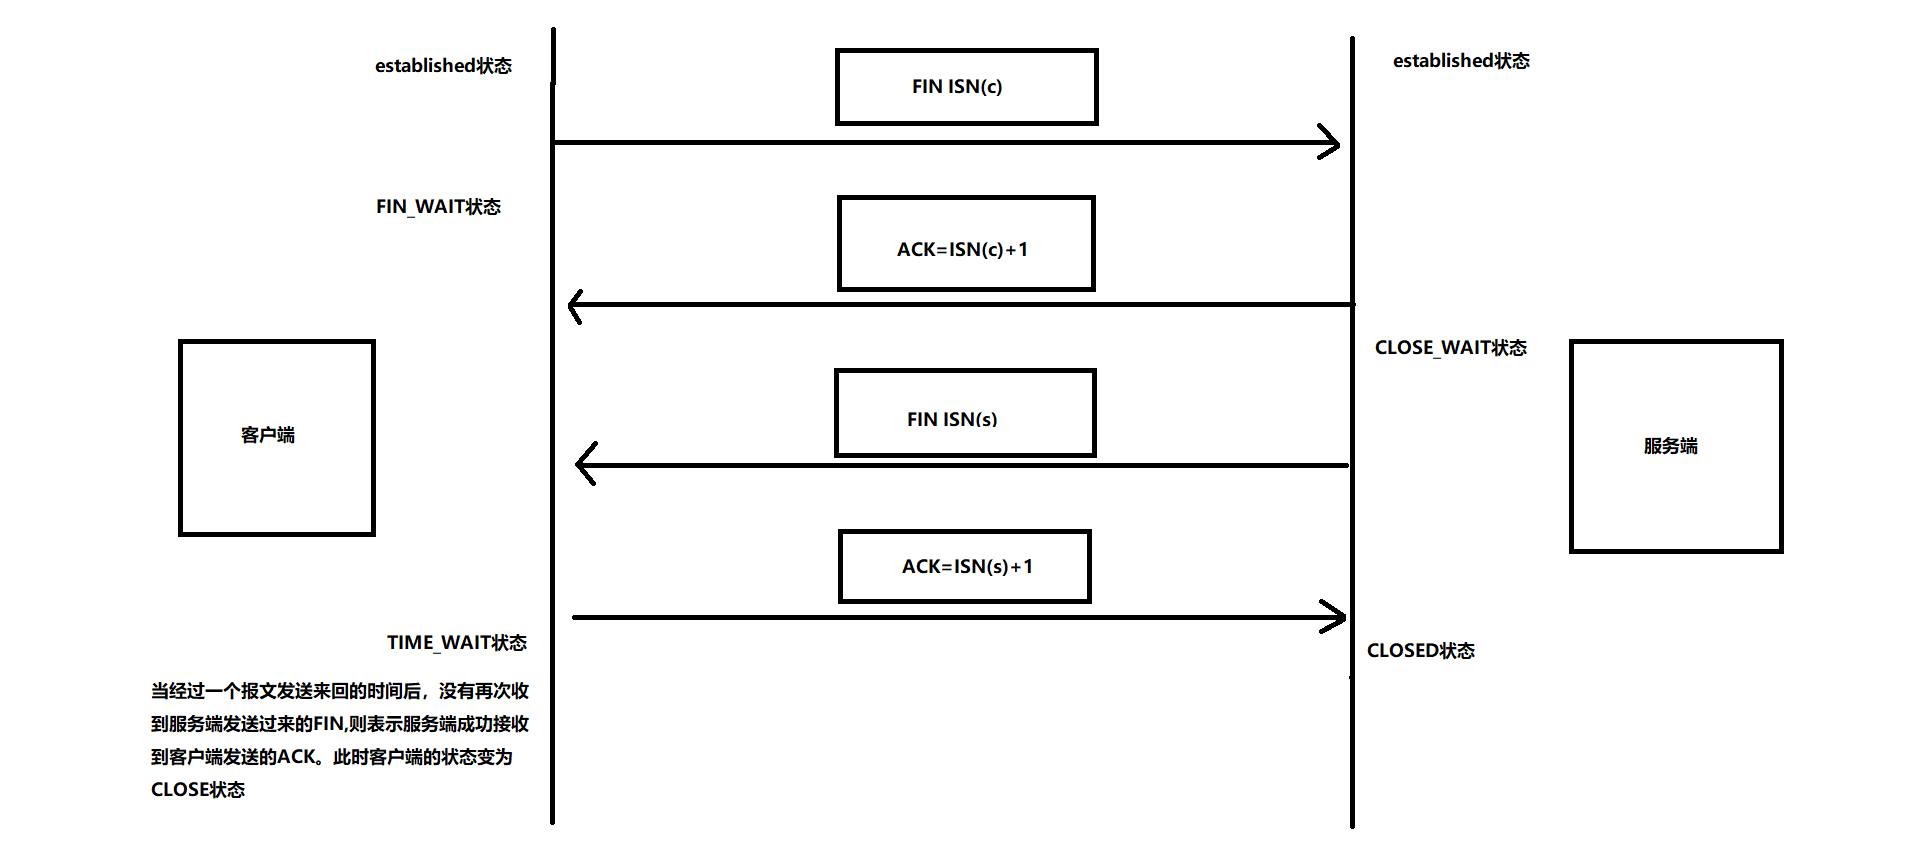 established状态
established状态
FIN ISN(c)
FIN_WAIT状态
ACK=ISN(c)+1
CLOSE_WAIT状态
FIN ISN(s)
客户端
服务端
ACK=ISN(s)+1
TIME_WAIT状态
CLOSED状态
当经过一个报文发送来回的时间后，没有再次收
到服务端发送过来的FIN,则表示服务端成功接收
到客户端发送的ACK。此时客户端的状态变为
CLOSE状态